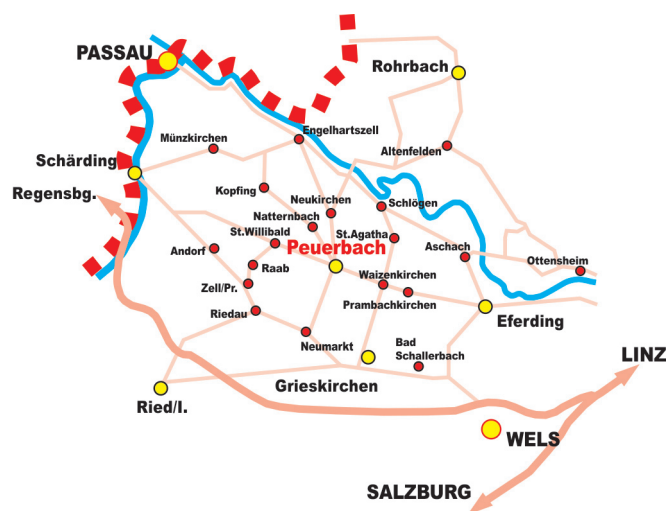 PASSAU
Rohrbach
Engelhartszell
Münzkirchen
Altenfelden
Schärding
Regensbg.
Kopfing
Neukirchen
Schlögen
Natternbach
St.Willibald
St.Agatha
Peuerbach
Aschach
Andorf
Ottensheim
Raab
Waizenkirchen
Zell/Pr.
Prambachkirchen
Riedau
Eferding
Neumarkt
Bad
Schallerbach
LINZ
Grieskirchen
Ried/I.
WELS
SALZBURG